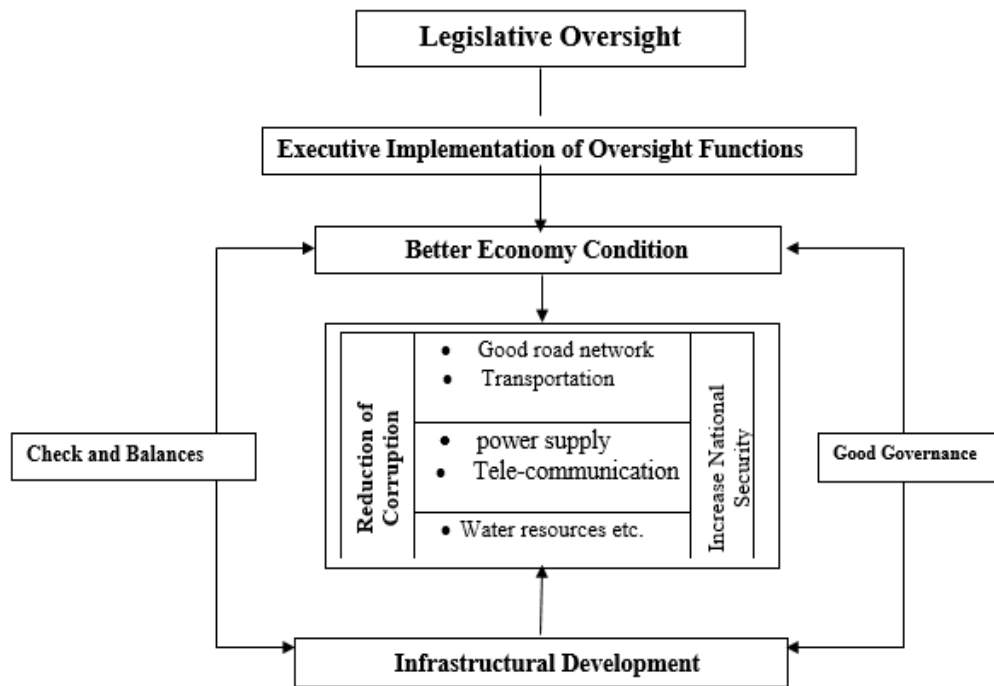 Legislative Oversight
Executive Implementation of Oversight Functions
Better Economy Condition
Check and Balances
Reduction of
Corruption
• Good road network
• Transportation
• power supply
• Tele-communication
• Water resources etc.
Increase National
Security
Good Governance
Infrastructural Development